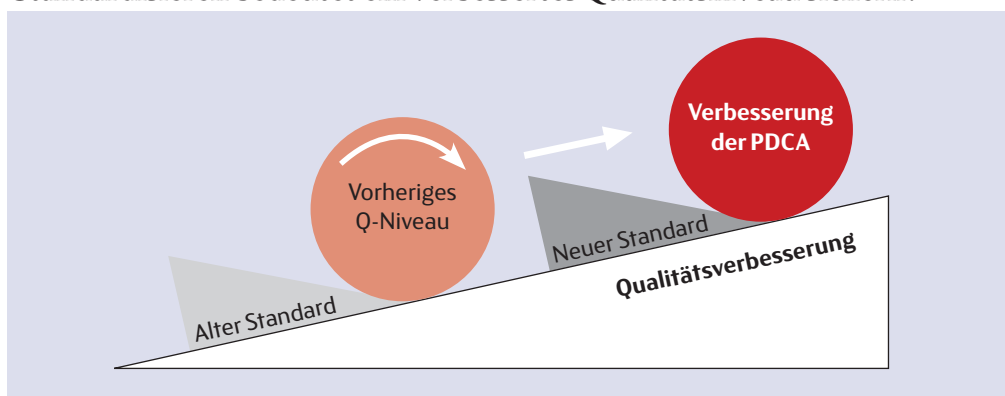 Vorheriges
Q-Niveau
Verbesserung
der PDCA
Alter Standard
Neuer Standard
Qualitätsverbesserung